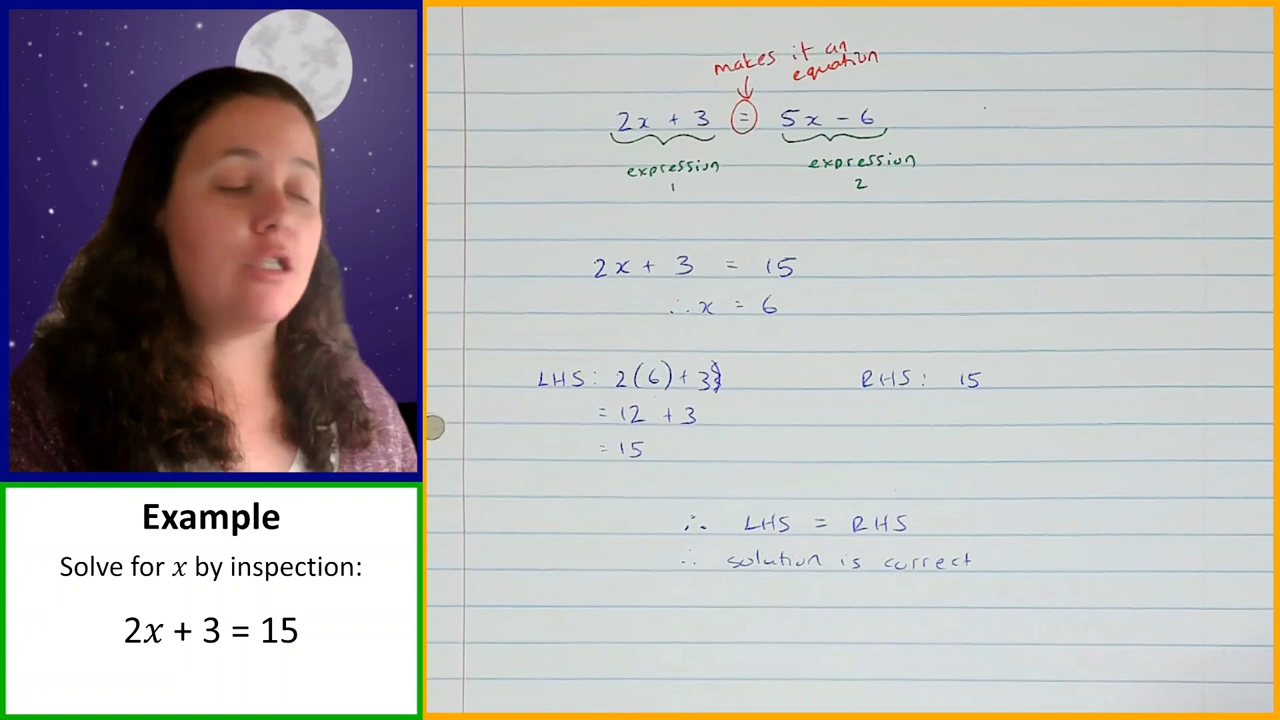 makes it an
equation
2x + 3 = 5x - 6
expression expression
1 2
2x + 3 = 15
∴ x = 6
LHS: 2(6) + 3 RHS: 15
= 12 + 3
= 15
∴ LHS = RHS
∴ solution is correct
Example
Solve for x by inspection:
2x + 3 = 15